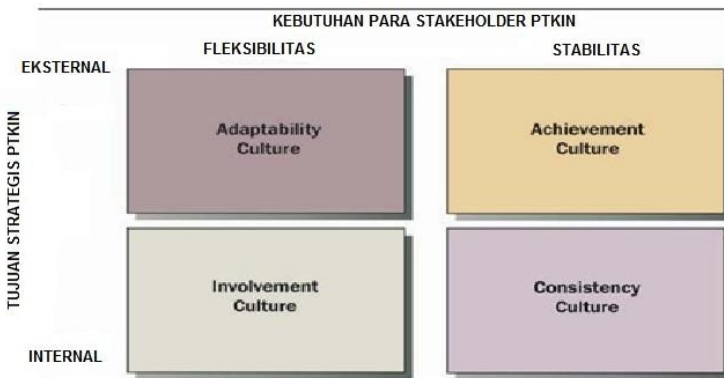 KEBUTUHAN PARA STAKEHOLDER PTKIN
FLEKSIBILITAS
STABILITAS
EKSTERNAL
TUJUAN STRATEGIS PTKIN
Adaptability
Culture
Achievement
Culture
Involvement
Culture
Consistency
Culture
INTERNAL